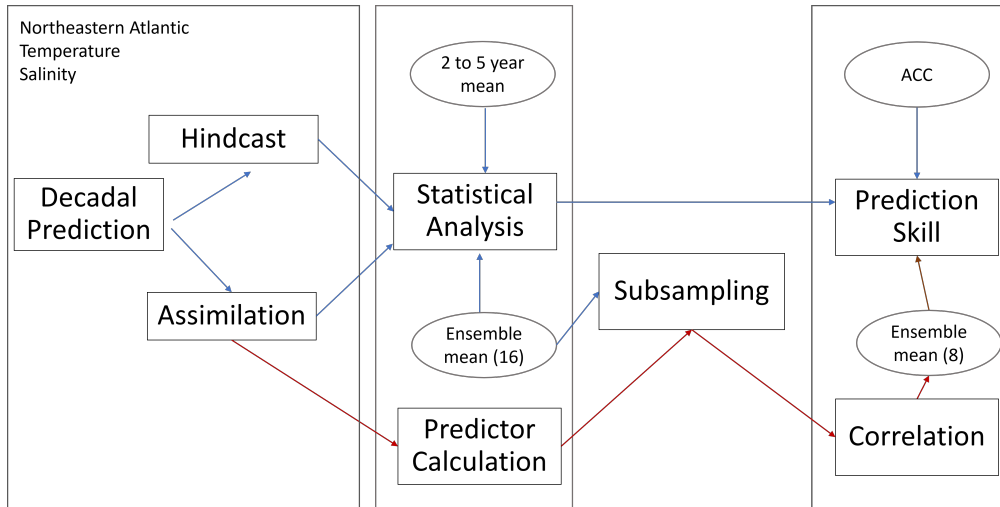 Northeastern Atlantic
Temperature
Salinity
2 to 5 year
mean
ACC
Hindcast
Decadal
Prediction
Statistical
Analysis
Prediction
Skill
Assimilation
Subsampling
Ensemble
mean (16)
Ensemble
mean (8)
Predictor
Calculation
Correlation